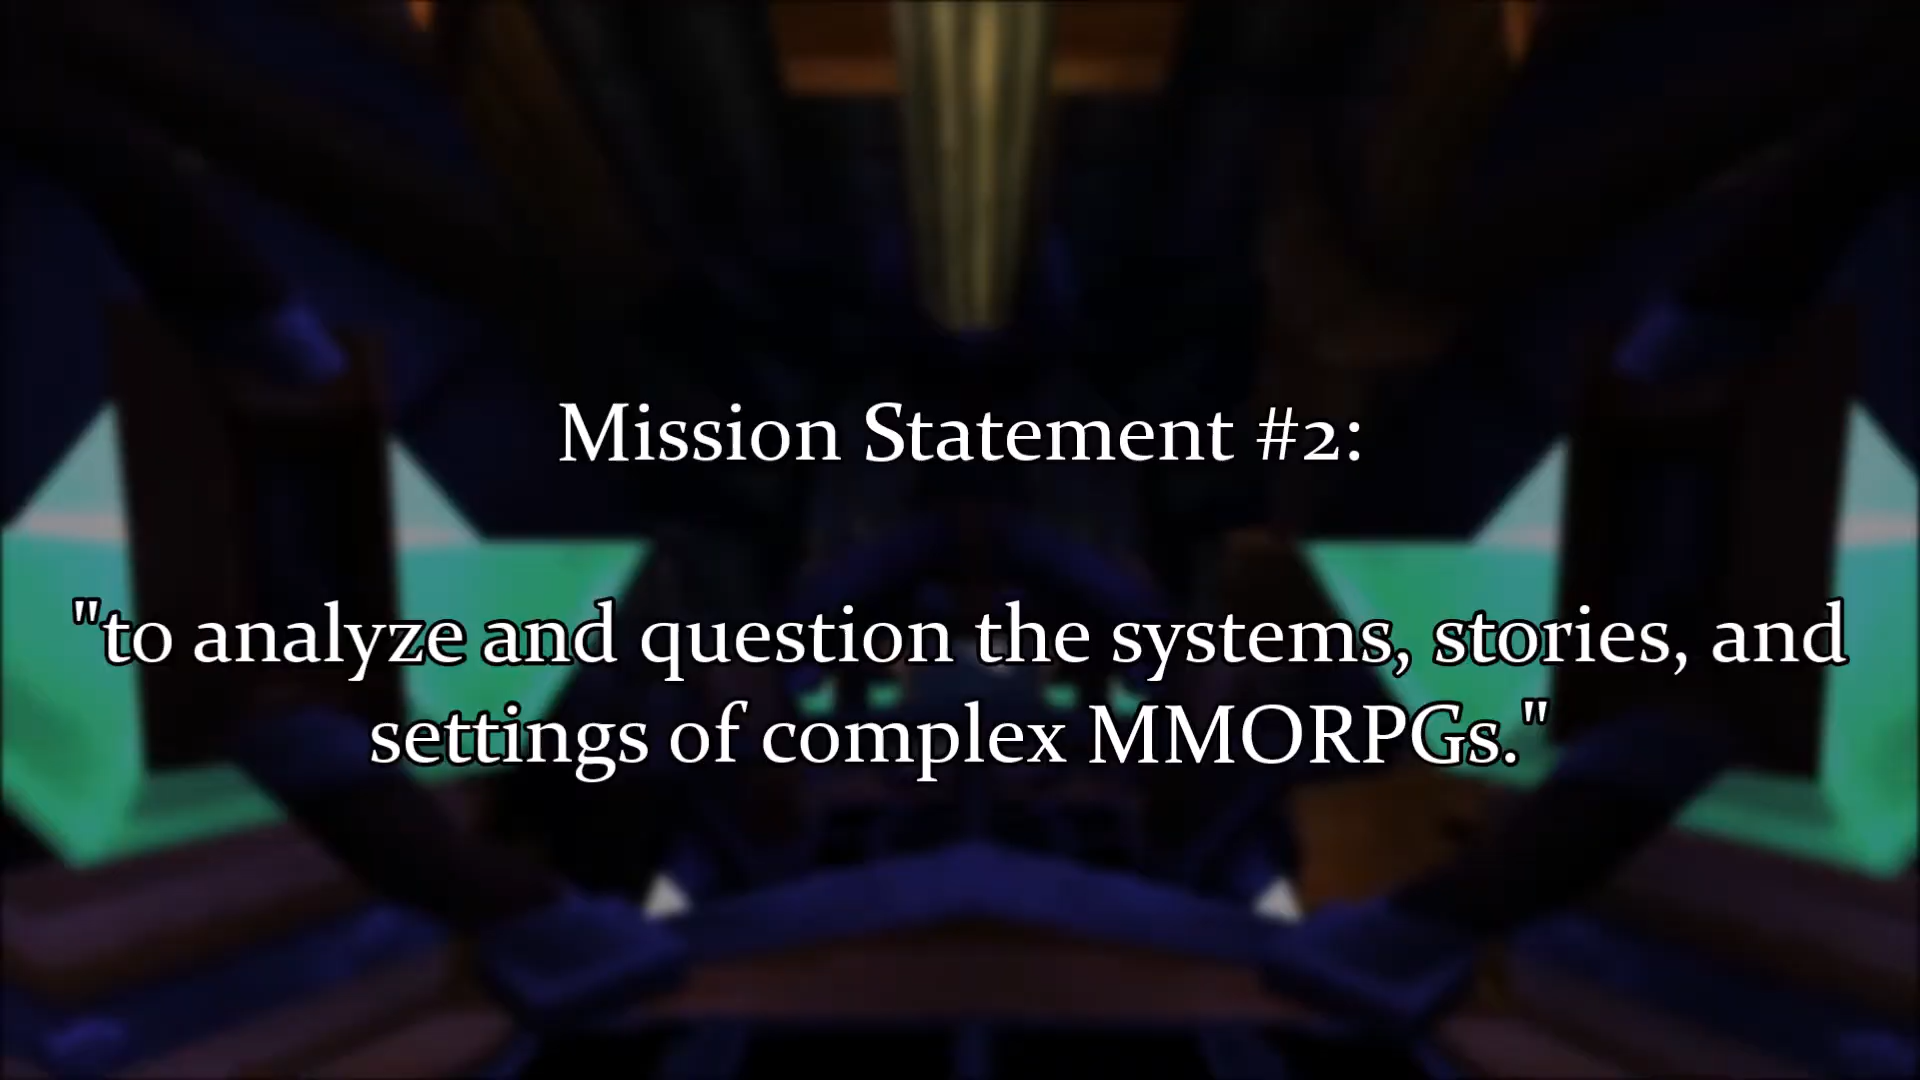 Mission Statement #2:
"to analyze and question the systems, stories, and
settings of complex MMORPGs."